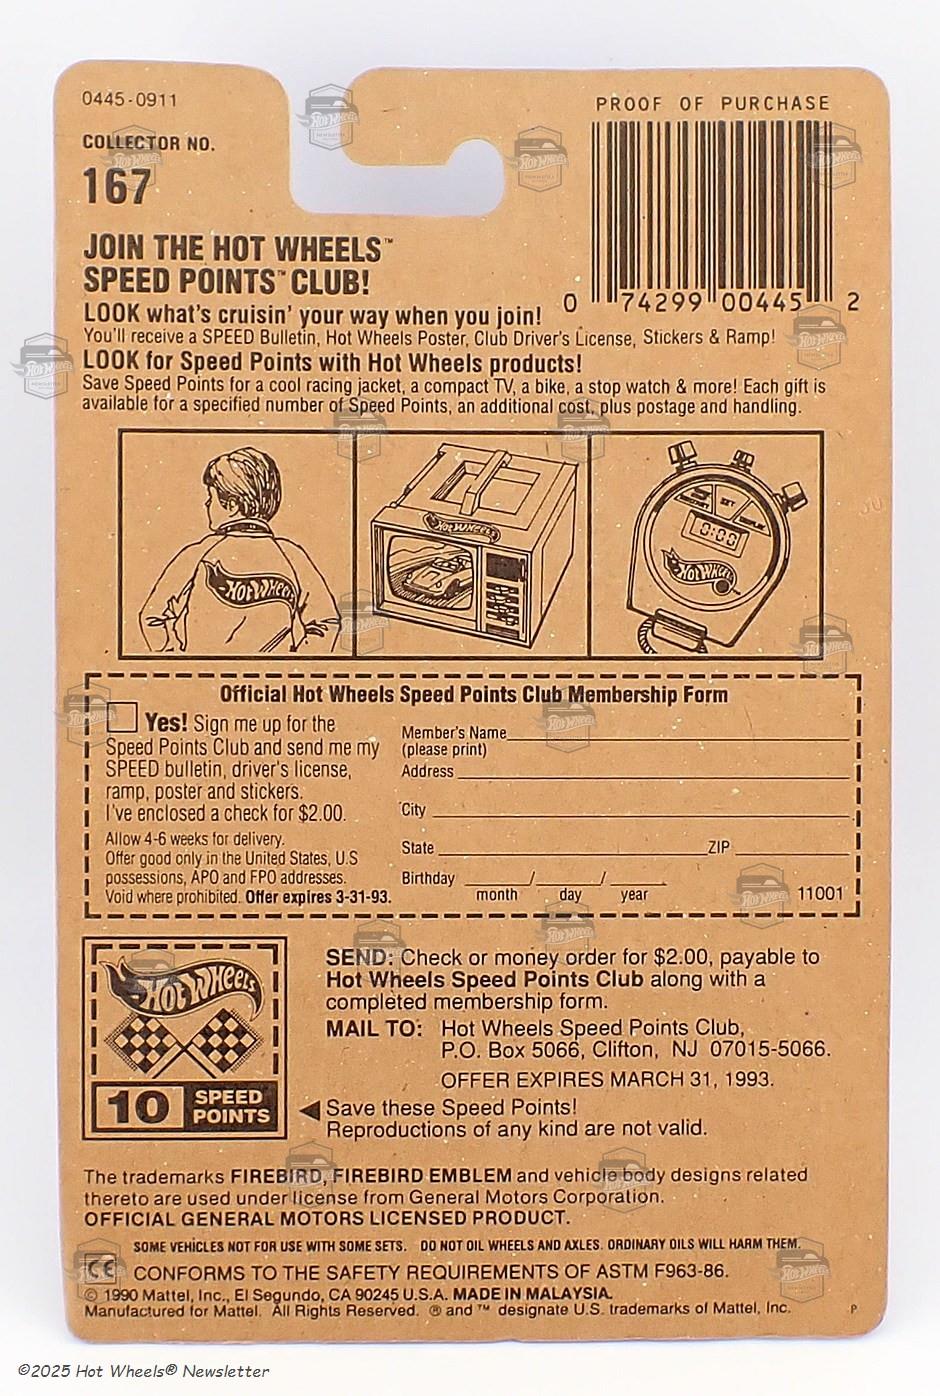 0445-0911
PROOF OF PURCHASE
COLLECTOR NO.
167
0 74299 00445 2
JOIN THE HOT WHEELS™
SPEED POINTS™ CLUB!
LOOK what's cruisin' your way when you join!
You'll receive a SPEED Bulletin, Hot Wheels Poster, Club Driver's License, Stickers & Ramp!
LOOK for Speed Points with Hot Wheels products!
Save Speed Points for a cool racing jacket, a compact TV, a bike, a stop watch & more! Each gift is
available for a specified number of Speed Points, an additional cost, plus postage and handling.
HOT WHEELS
HOT WHEELS
SET
0:00
HOT WHEELS
Official Hot Wheels Speed Points Club Membership Form
Yes! Sign me up for the
Speed Points Club and send me my
SPEED bulletin, driver's license,
ramp, poster and stickers.
I've enclosed a check for $2.00.
Allow 4-6 weeks for delivery.
Offer good only in the United States, U.S
possessions, APO and FPO addresses.
Void where prohibited. Offer expires 3-31-93.
Member's Name
(please print)
Address
City
State ZIP
Birthday / /
month day year
11001
HOT WHEELS
10 SPEED
POINTS
SEND: Check or money order for $2.00, payable to
Hot Wheels Speed Points Club along with a
completed membership form.
MAIL TO: Hot Wheels Speed Points Club,
P.O. Box 5066, Clifton, NJ 07015-5066.
OFFER EXPIRES MARCH 31, 1993.
Save these Speed Points!
Reproductions of any kind are not valid.
The trademarks FIREBIRD, FIREBIRD EMBLEM and vehicle body designs related
thereto are used under license from General Motors Corporation.
OFFICIAL GENERAL MOTORS LICENSED PRODUCT.
SOME VEHICLES NOT FOR USE WITH SOME SETS. DO NOT OIL WHEELS AND AXLES. ORDINARY OILS WILL HARM THEM.
CE CONFORMS TO THE SAFETY REQUIREMENTS OF ASTM F963-86.
© 1990 Mattel, Inc., El Segundo, CA 90245 U.S.A. MADE IN MALAYSIA.
Manufactured for Mattel. All Rights Reserved. ® and ™ designate U.S. trademarks of Mattel, Inc. P
©2025 Hot Wheels® Newsletter